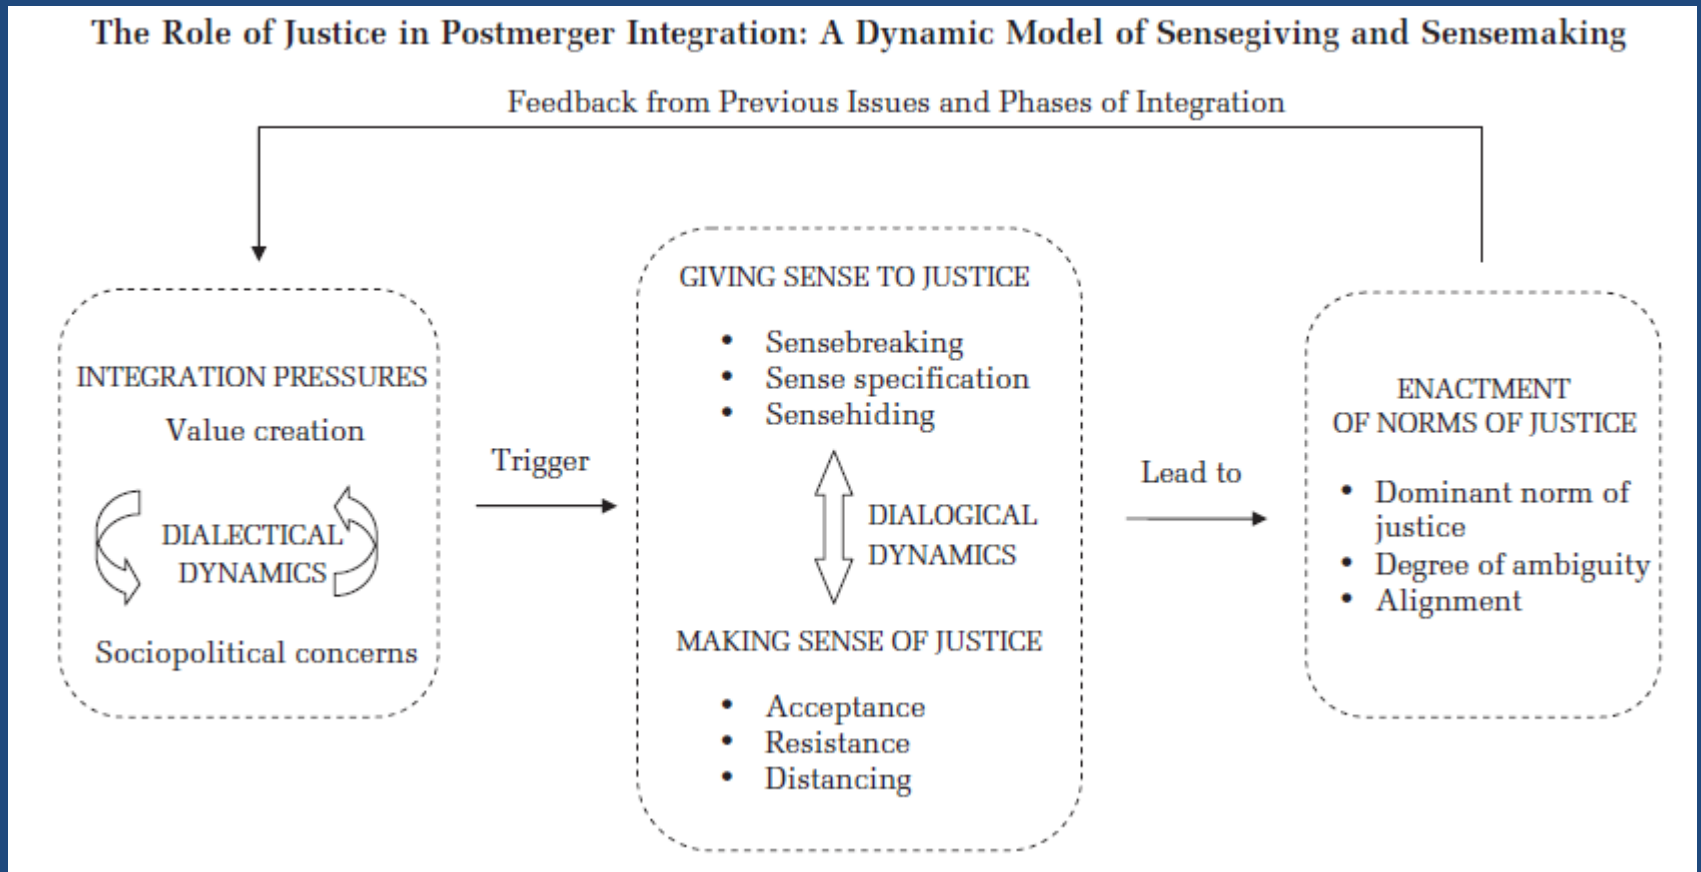 The Role of Justice in Postmerger Integration: A Dynamic Model of Sensegiving and Sensemaking
Feedback from Previous Issues and Phases of Integration
INTEGRATION PRESSURES
Value creation
DIALECTICAL
DYNAMICS
Sociopolitical concerns
Trigger
GIVING SENSE TO JUSTICE
• Sensebreaking
• Sense specification
• Sensehiding
DIALOGICAL
DYNAMICS
MAKING SENSE OF JUSTICE
• Acceptance
• Resistance
• Distancing
Lead to
ENACTMENT
OF NORMS OF JUSTICE
• Dominant norm of
justice
• Degree of ambiguity
• Alignment